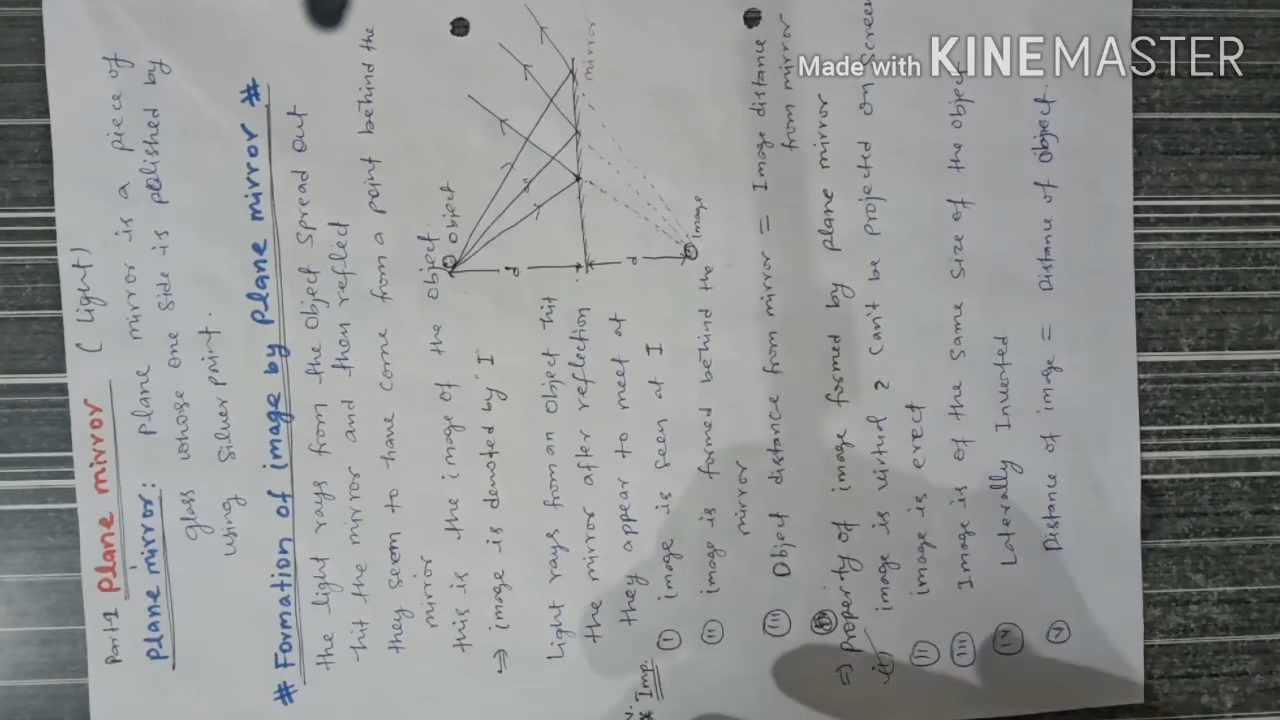 Part-1 Plane mirror ( Light)
Plane mirror: plane mirror is a piece of
glass whose one side is polished by
using silver paint.
# Formation of image by plane mirror #
the light rays from the object spread out
hit the mirror and then reflect
they seem to have come from a point behind the
mirror
this is the image of the object.
⇒ image is denoted by "I"
Light rays from an object hit
the mirror after reflection
they appear to meet at
Imp. (I) image is seen at I
(II) image is formed behind the
mirror
(III) Object distance from mirror = Image distance
from mirror
⇒ property of image formed by plane mirror
(i) image is virtul 2 can't be projected on screen
(II) image is erect
(III) Image is of the same size of the object
(IV) Laterally Inverted
(V) Distance of image = Distance of object.
Object
mirror
d
d
image
Made with KINEMASTER